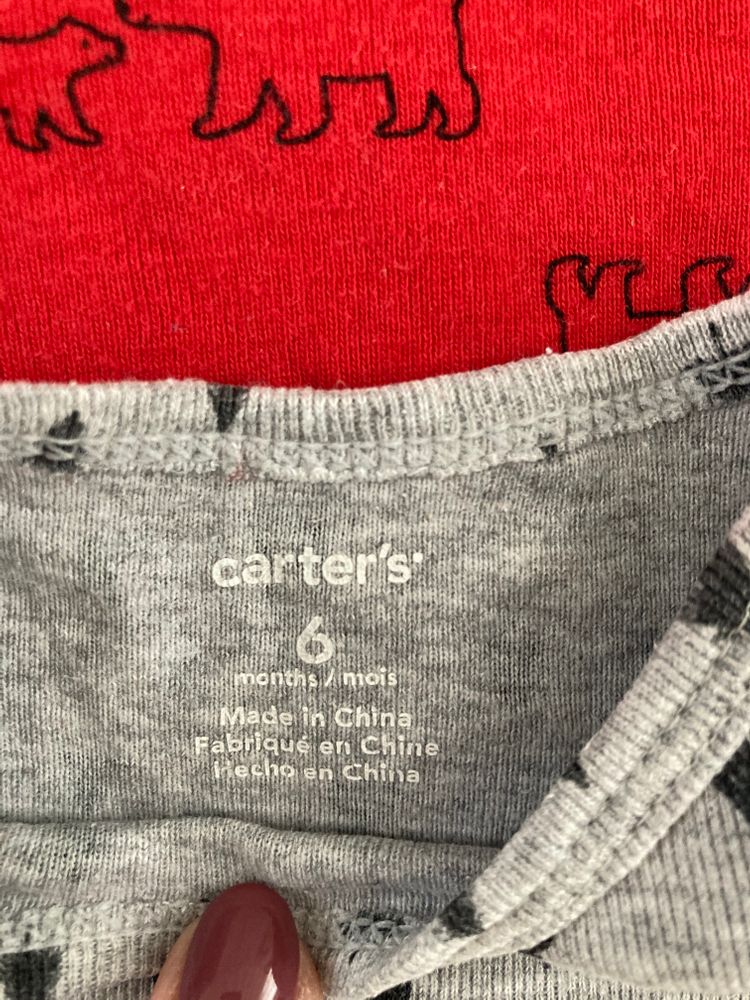 carter's
6
months / mois
Made in China
Fabriqué en Chine
Hecho en China